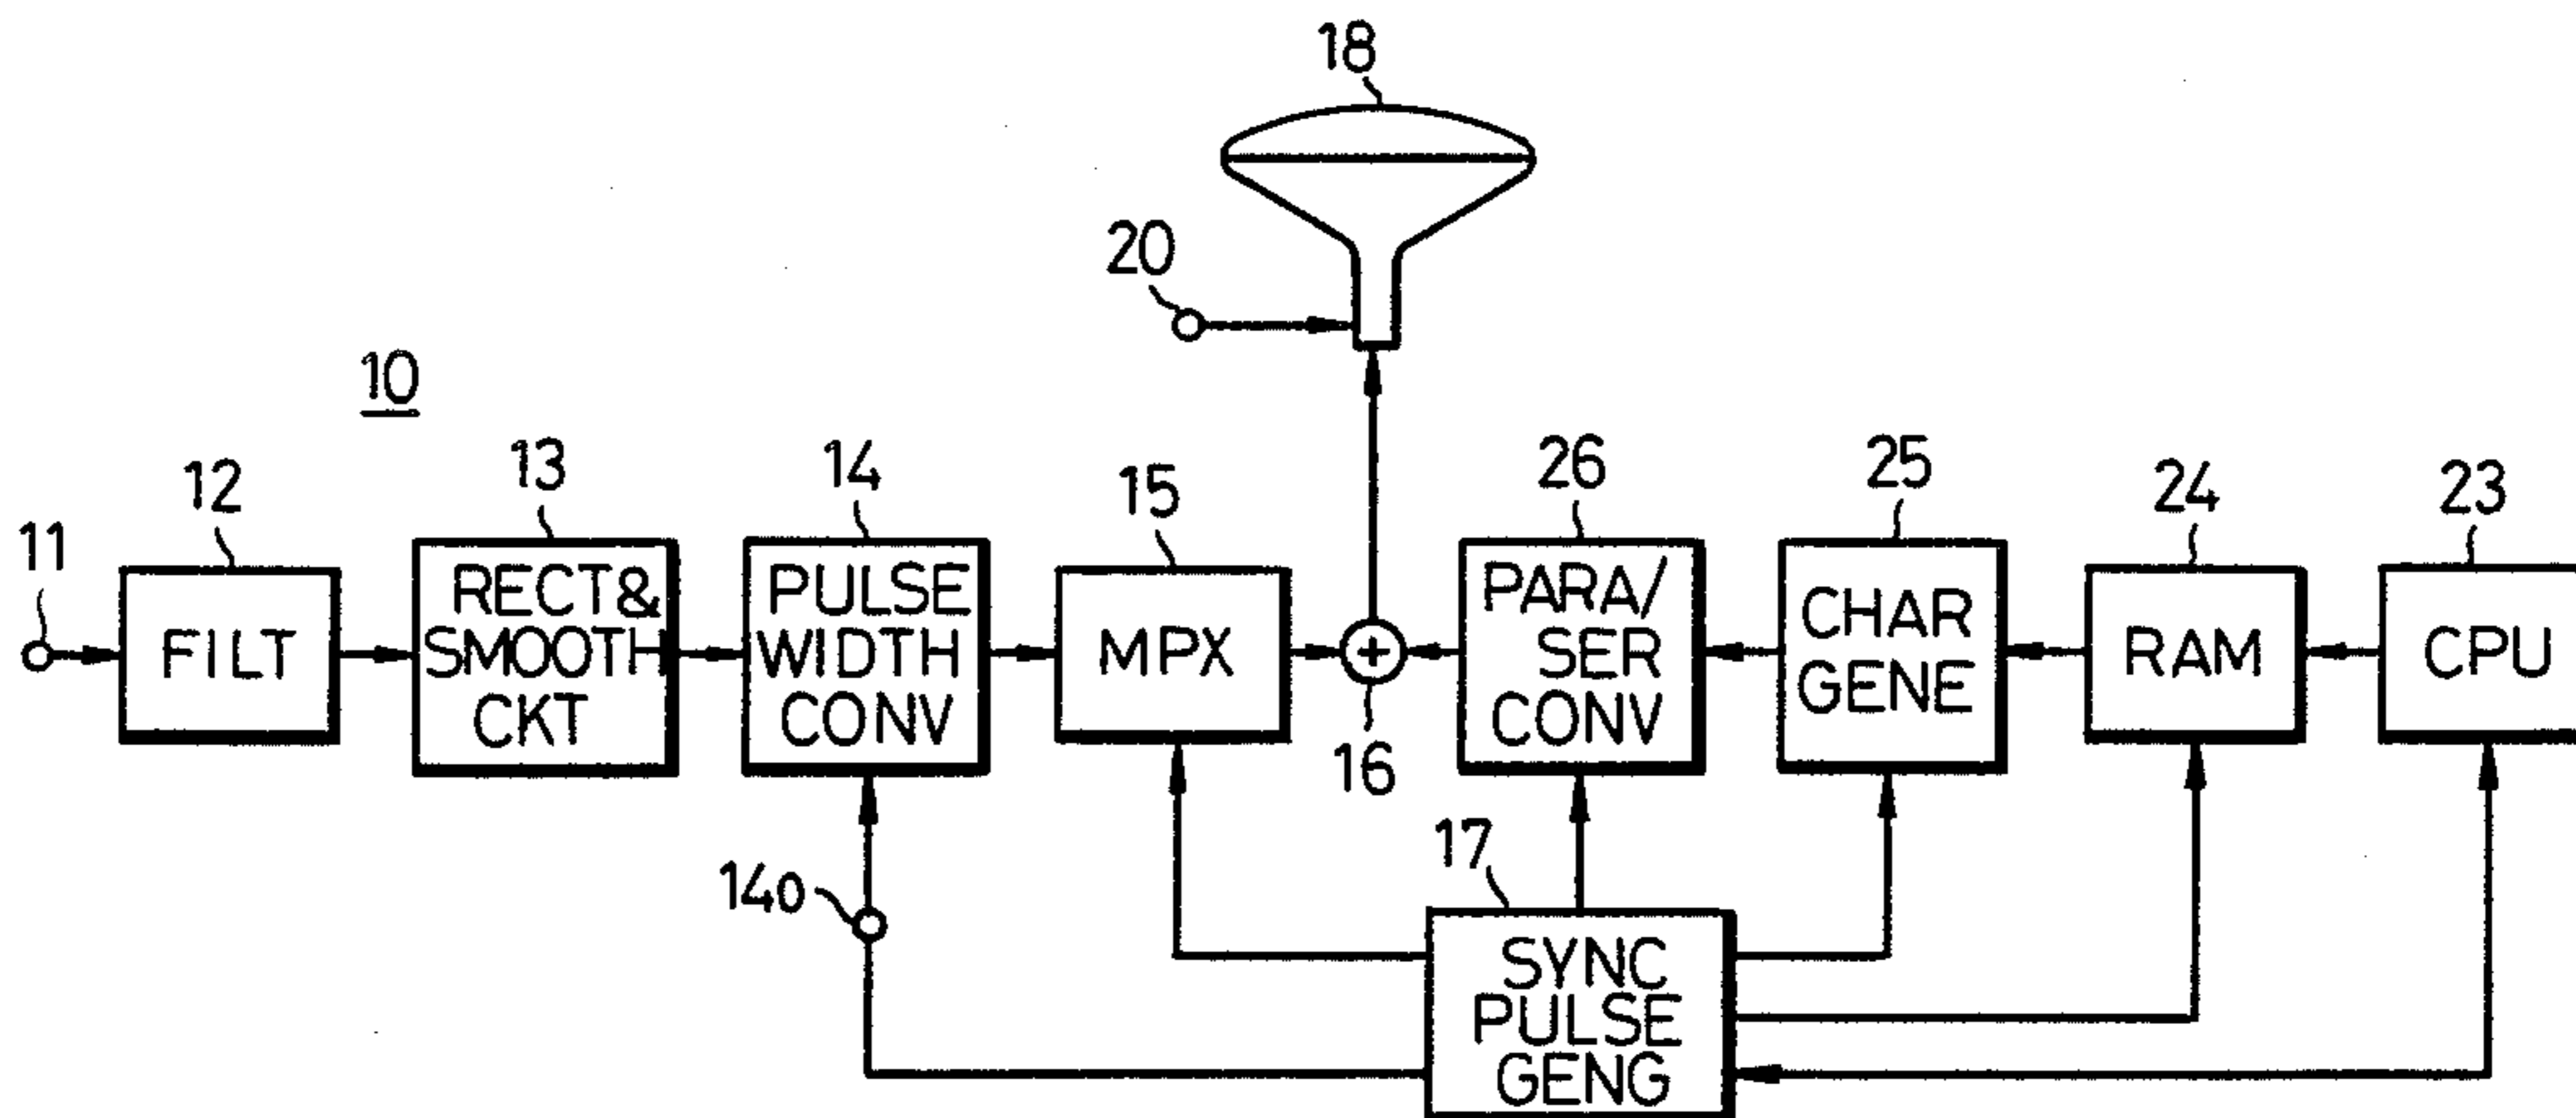 18
20
10
11
12
FILT
13
RECT&
SMOOTH
CKT
14
PULSE
WIDTH
CONV
15
MPX
+
16
26
PARA/
SER
CONV
25
CHAR
GENE
24
RAM
23
CPU
14o
17
SYNC
PULSE
GENG